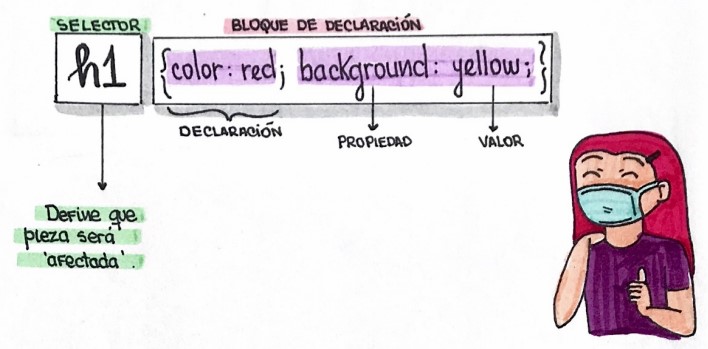 SELECTOR
BLOQUE DE DECLARACIÓN
h1 {color: red; background: yellow;}
DECLARACIÓN
PROPIEDAD
VALOR
Define que
pieza será
'afectada'.